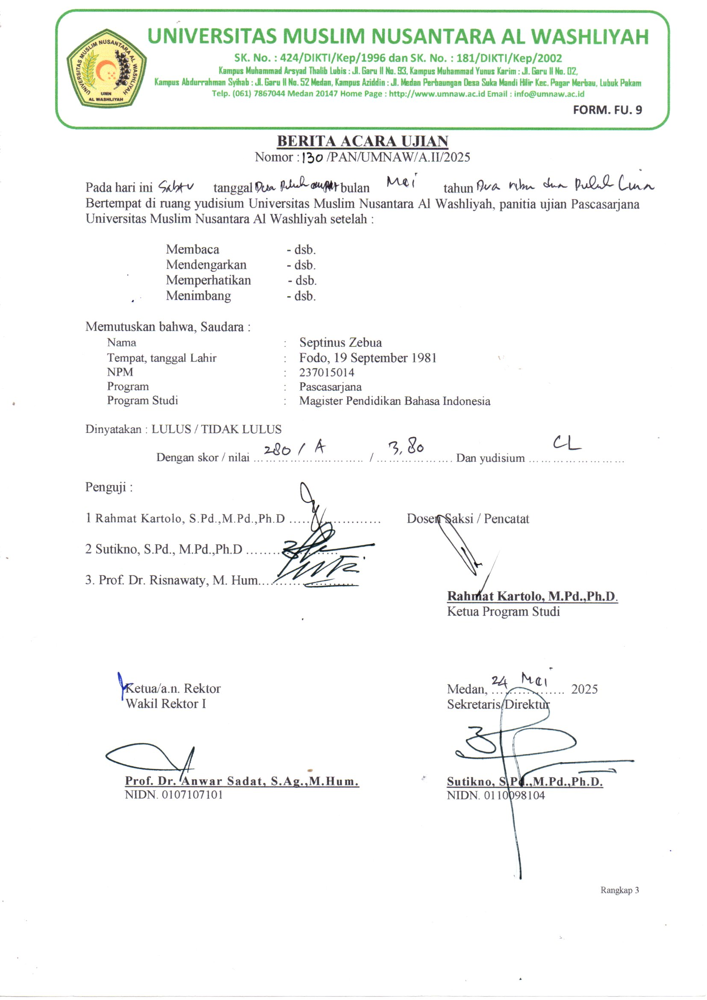 UNIVERSITAS MUSLIM NUSANTARA AL WASHLIYAH
UMN
AL WASHLIYAH
UNIVERSITAS MUSLIM NUSANTARA AL WASHLIYAH
SK. No. : 424/DIKTI/Kep/1996 dan SK. No. : 181/DIKTI/Kep/2002
Kampus Muhammad Arsyad Thalib Lubis : Jl. Garu II No. 93, Kampus Muhammad Yunus Karim : Jl. Garu II No. 02,
Kampus Abdurrahman Syihab : Jl. Garu II No. 52 Medan, Kampus Aziddin : Jl. Medan Perbaungan Desa Suka Mandi Hilir Kec. Pagar Merbau, Lubuk Pakam
Telp. (061) 7867044 Medan 20147 Home Page : http://www.umnaw.ac.id Email : info@umnaw.ac.id
FORM. FU. 9
BERITA ACARA UJIAN
Nomor : 130 /PAN/UMNAW/A.II/2025
Pada hari ini Sabtu tanggal Dua Puluh empat bulan Mei tahun Dua ribu dua Puluh Lima
Bertempat di ruang yudisium Universitas Muslim Nusantara Al Washliyah, panitia ujian Pascasarjana
Universitas Muslim Nusantara Al Washliyah setelah :
Membaca - dsb.
Mendengarkan - dsb.
Memperhatikan - dsb.
Menimbang - dsb.
Memutuskan bahwa, Saudara :
Nama : Septinus Zebua
Tempat, tanggal Lahir : Fodo, 19 September 1981
NPM : 237015014
Program : Pascasarjana
Program Studi : Magister Pendidikan Bahasa Indonesia
Dinyatakan : LULUS / TIDAK LULUS
Dengan skor / nilai 280 / A / 3,80 Dan yudisium CL
Penguji :
1 Rahmat Kartolo, S.Pd.,M.Pd.,Ph.D ........................ Dosen Saksi / Pencatat
2 Sutikno, S.Pd., M.Pd.,Ph.D ........................
3. Prof. Dr. Risnawaty, M. Hum........................
Rahmat Kartolo, M.Pd.,Ph.D.
Ketua Program Studi
Ketua/a.n. Rektor
Wakil Rektor I
Medan, 24 Mei 2025
Sekretaris/Direktur
Prof. Dr. Anwar Sadat, S.Ag.,M.Hum.
NIDN. 0107107101
Sutikno, S.Pd.,M.Pd.,Ph.D.
NIDN. 0110098104
Rangkap 3